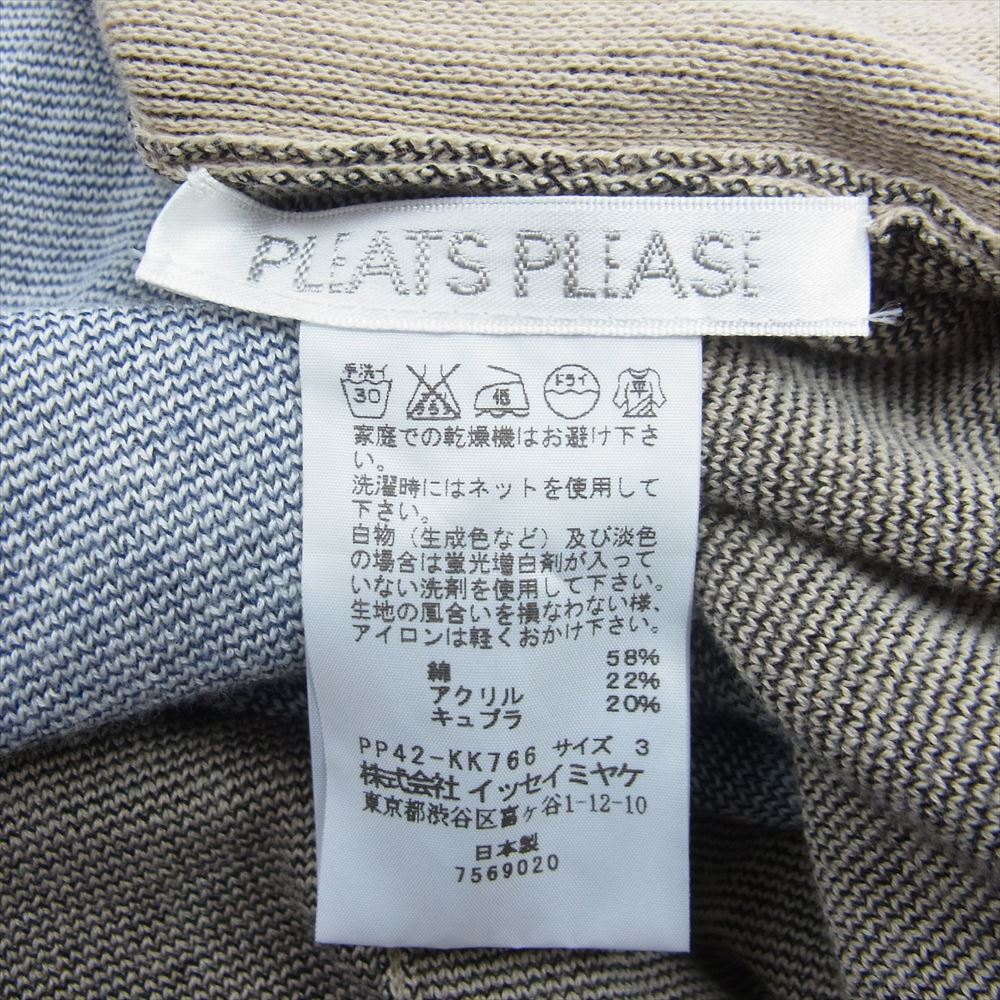 PLEATS PLEASE
手洗イ
30
エンソ
サラシ
低
ドライ
平
家庭での乾燥機はお避け下さ
い。
洗濯時にはネットを使用して
下さい。
白物（生成色など）及び淡色
の場合は蛍光増白剤が入って
いない洗剤を使用して下さい。
生地の風合いを損なわない様、
アイロンは軽くおかけ下さい。
綿 58%
アクリル 22%
キュプラ 20%
PP42-KK766 サイズ 3
株式会社 イッセイミヤケ
東京都渋谷区富ヶ谷1-12-10
日本製
7569020